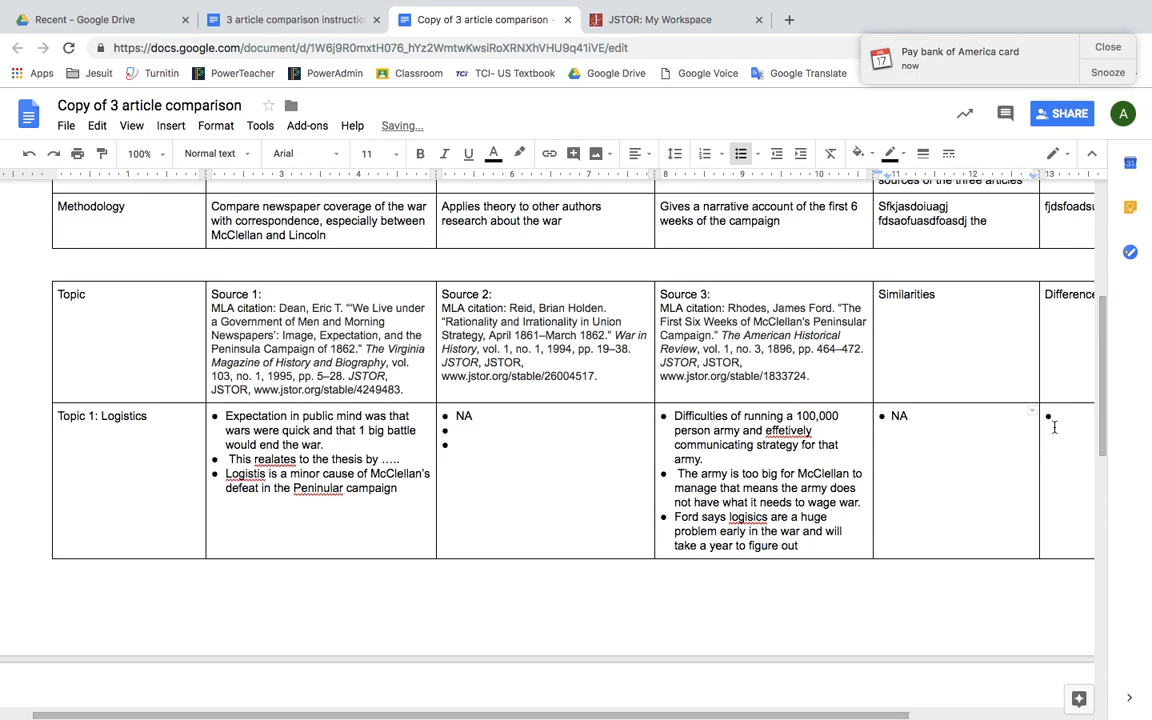 Recent - Google Drive
3 article comparison instructio
Copy of 3 article comparison -
JSTOR: My Workspace
https://docs.google.com/document/d/1W6j9R0mxtH076_hYz2WmtwKwsiRoXRNXhVHU9q41iVE/edit
17
Pay bank of America card
now
Close
Snooze
Apps
Jesuit
Turnitin
PowerTeacher
PowerAdmin
Classroom
TCi
TCI- US Textbook
Google Drive
Google Voice
Google Translate
Copy of 3 article comparison
File Edit View Insert Format Tools Add-ons Help Saving...
SHARE
A
100%
Normal text
Arial
11
B I U A
1 2 3 4 5 6 7 8 9 10 11 12 13
31
sources of the three articles
Methodology
Compare newspaper coverage of the war
with correspondence, especially between
McClellan and Lincoln
Applies theory to other authors
research about the war
Gives a narrative account of the first 6
weeks of the campaign
Sfkjasdoiuagj
fdsaofuasdfoasdj the
fjdsfoadsu
Topic
Source 1:
MLA citation: Dean, Eric T. “‘We Live under
a Government of Men and Morning
Newspapers’: Image, Expectation, and the
Peninsula Campaign of 1862.” The Virginia
Magazine of History and Biography, vol.
103, no. 1, 1995, pp. 5–28. JSTOR,
JSTOR, www.jstor.org/stable/4249483.
Source 2:
MLA citation: Reid, Brian Holden.
“Rationality and Irrationality in Union
Strategy, April 1861–March 1862.” War in
History, vol. 1, no. 1, 1994, pp. 19–38.
JSTOR, JSTOR,
www.jstor.org/stable/26004517.
Source 3:
MLA citation: Rhodes, James Ford. “The
First Six Weeks of McClellan's Peninsular
Campaign.” The American Historical
Review, vol. 1, no. 3, 1896, pp. 464–472.
JSTOR, JSTOR,
www.jstor.org/stable/1833724.
Similarities
Difference
Topic 1: Logistics
● Expectation in public mind was that
wars were quick and that 1 big battle
would end the war.
● This realates to the thesis by …..
● Logistis is a minor cause of McClellan's
defeat in the Peninular campaign
● NA
●
●
● Difficulties of running a 100,000
person army and effetively
communicating strategy for that
army.
● The army is too big for McClellan to
manage that means the army does
not have what it needs to wage war.
● Ford says logisics are a huge
problem early in the war and will
take a year to figure out
● NA
●